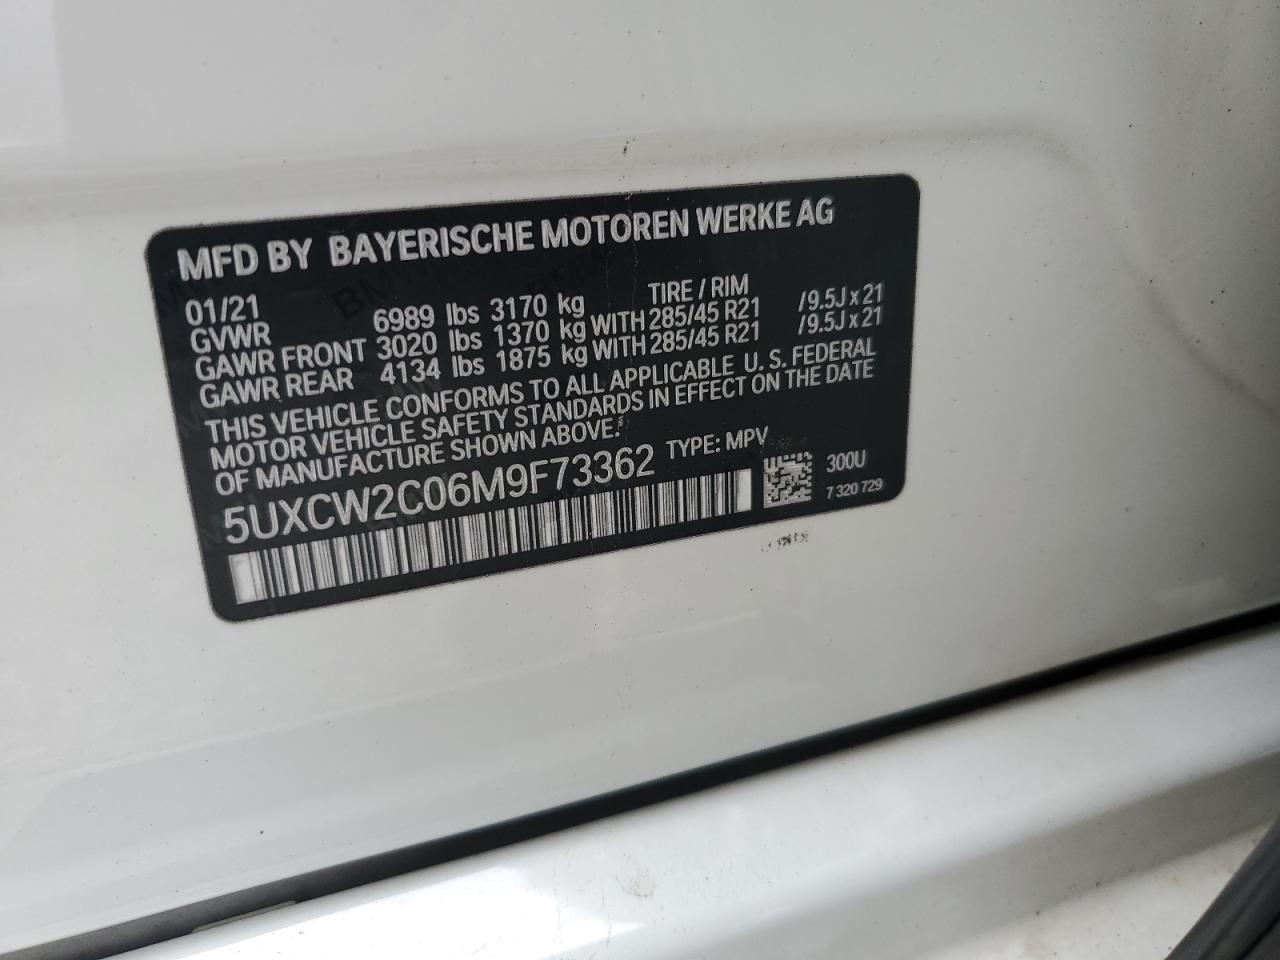 MFD BY BAYERISCHE MOTOREN WERKE AG
01/21 TIRE / RIM
GVWR 6989 lbs 3170 kg
GAWR FRONT 3020 lbs 1370 kg WITH 285/45 R21 /9.5J x 21
GAWR REAR 4134 lbs 1875 kg WITH 285/45 R21 /9.5J x 21
THIS VEHICLE CONFORMS TO ALL APPLICABLE U.S. FEDERAL
MOTOR VEHICLE SAFETY STANDARDS IN EFFECT ON THE DATE
OF MANUFACTURE SHOWN ABOVE.
5UXCW2C06M9F73362 TYPE: MPV
300U
7 320 729